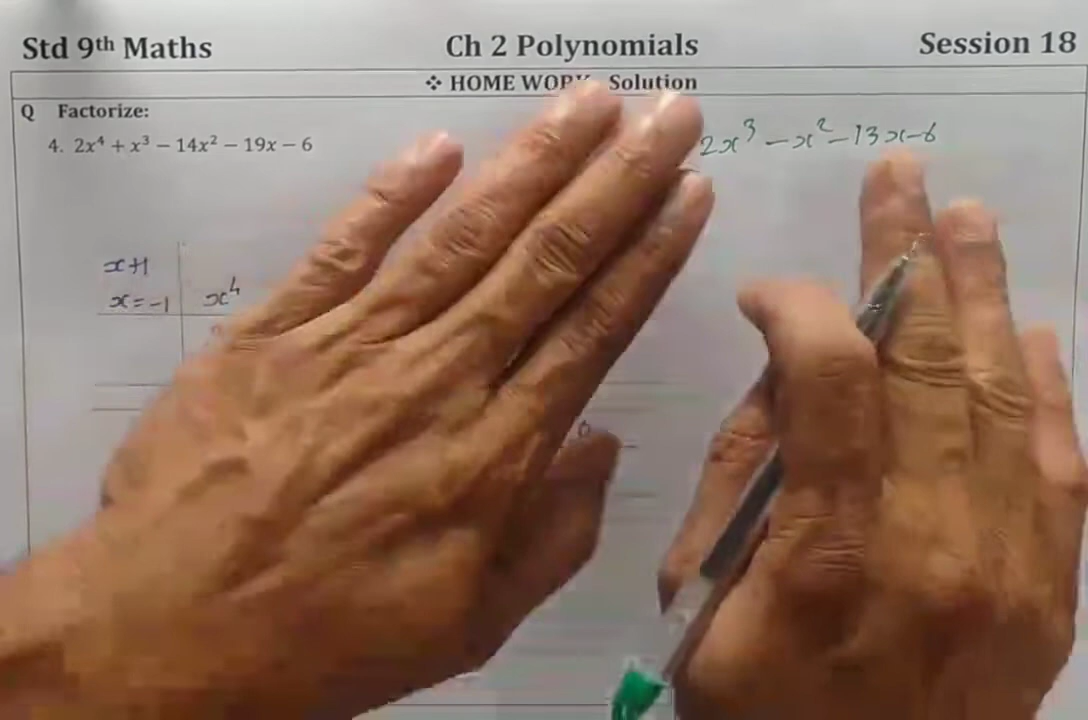 Std 9th Maths Ch 2 Polynomials Session 18
❖ HOME WORK Solution
Q Factorize:
4. 2x⁴ + x³ − 14x² − 19x − 6
2x³ − x² − 13x − 6
x+1
x = −1 x⁴